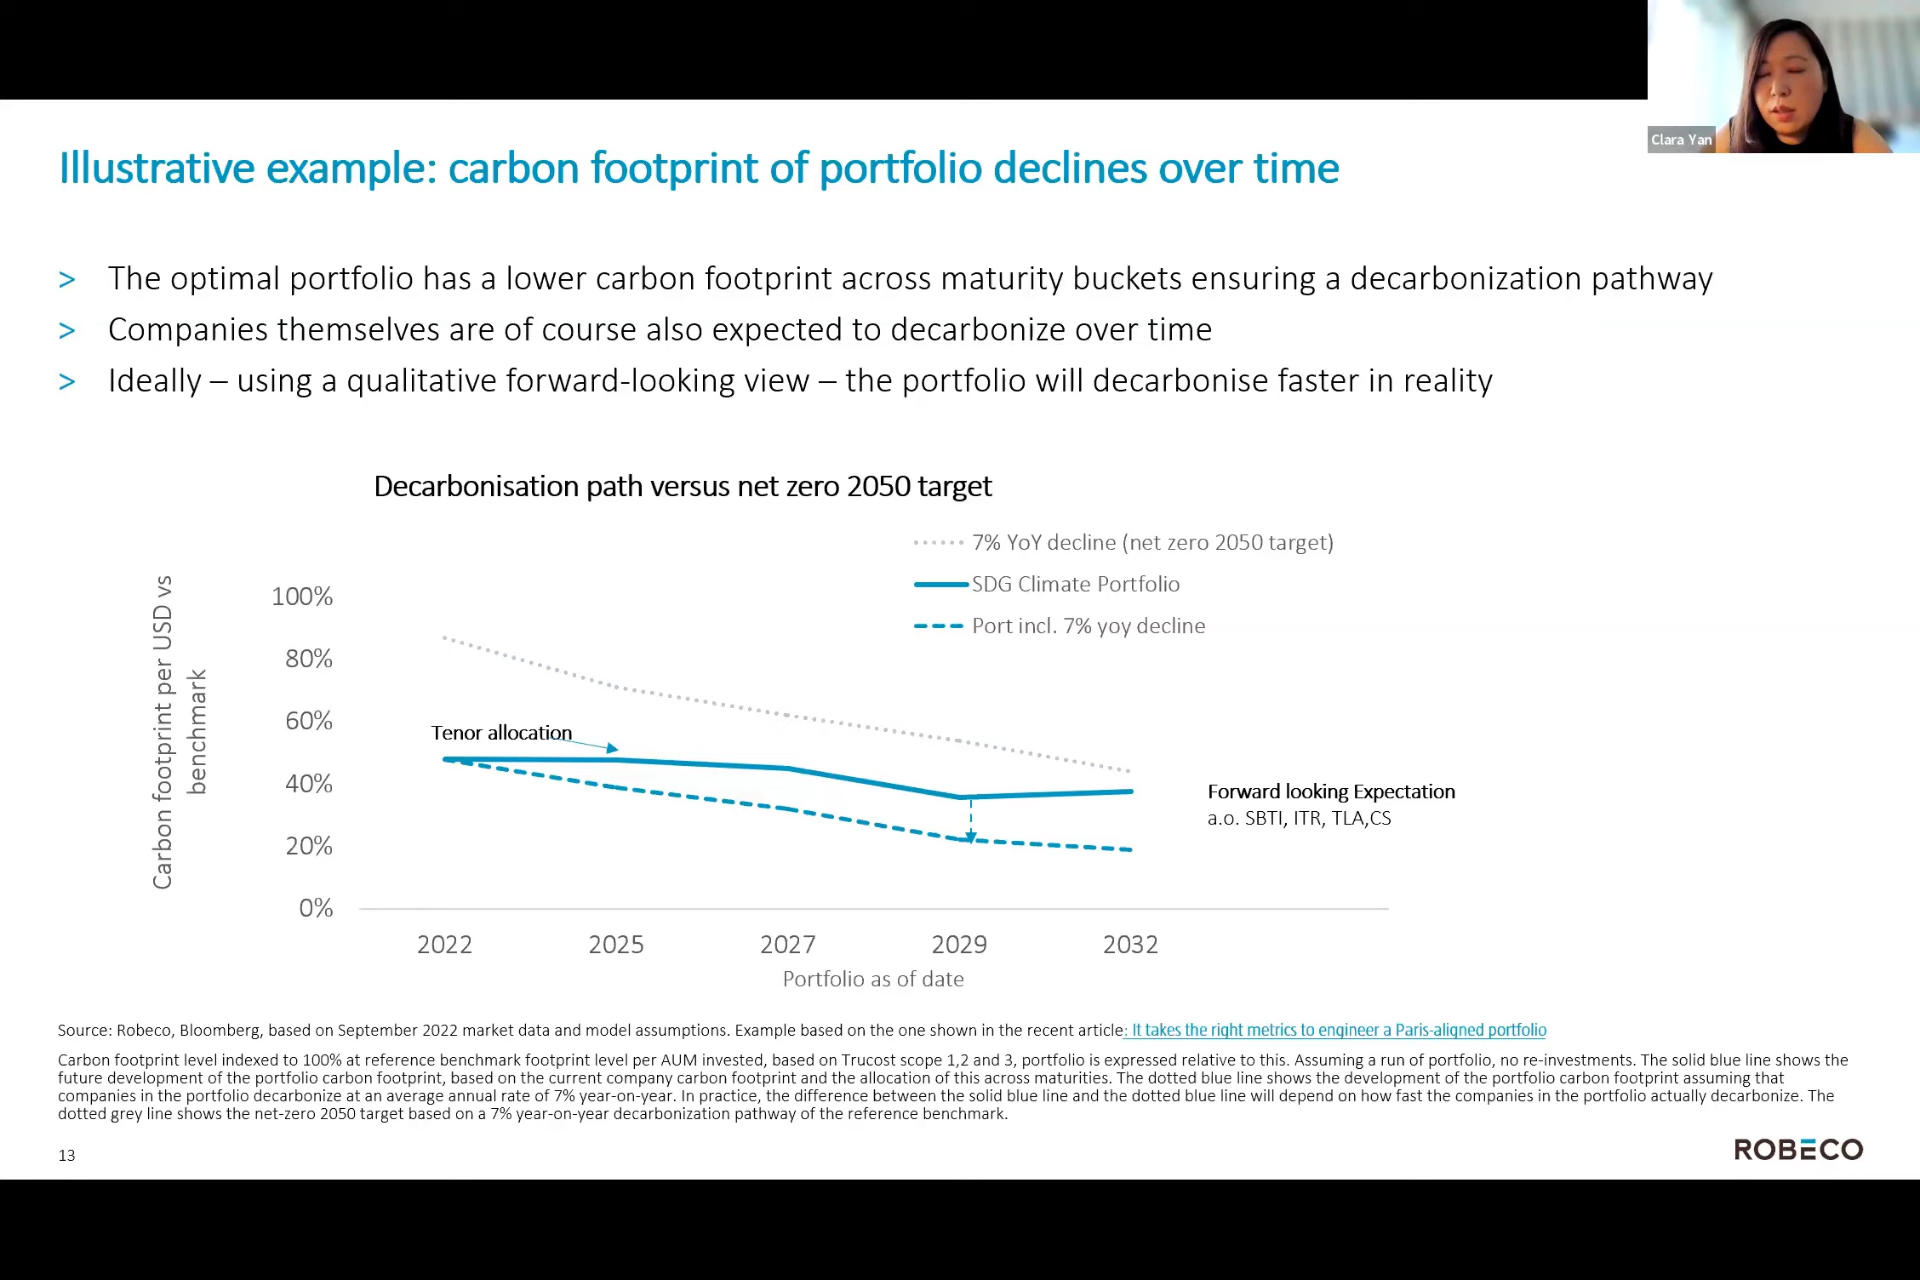 Clara Yan
Illustrative example: carbon footprint of portfolio declines over time
> The optimal portfolio has a lower carbon footprint across maturity buckets ensuring a decarbonization pathway
> Companies themselves are of course also expected to decarbonize over time
> Ideally – using a qualitative forward-looking view – the portfolio will decarbonise faster in reality
Decarbonisation path versus net zero 2050 target
7% YoY decline (net zero 2050 target)
SDG Climate Portfolio
Port incl. 7% yoy decline
Carbon footprint per USD vs
benchmark
100%
80%
60%
40%
20%
0%
Tenor allocation
Forward looking Expectation
a.o. SBTI, ITR, TLA,CS
2022 2025 2027 2029 2032
Portfolio as of date
Source: Robeco, Bloomberg, based on September 2022 market data and model assumptions. Example based on the one shown in the recent article: It takes the right metrics to engineer a Paris-aligned portfolio
Carbon footprint level indexed to 100% at reference benchmark footprint level per AUM invested, based on Trucost scope 1,2 and 3, portfolio is expressed relative to this. Assuming a run of portfolio, no re-investments. The solid blue line shows the
future development of the portfolio carbon footprint, based on the current company carbon footprint and the allocation of this across maturities. The dotted blue line shows the development of the portfolio carbon footprint assuming that
companies in the portfolio decarbonize at an average annual rate of 7% year-on-year. In practice, the difference between the solid blue line and the dotted blue line will depend on how fast the companies in the portfolio actually decarbonize. The
dotted grey line shows the net-zero 2050 target based on a 7% year-on-year decarbonization pathway of the reference benchmark.
13
ROBECO